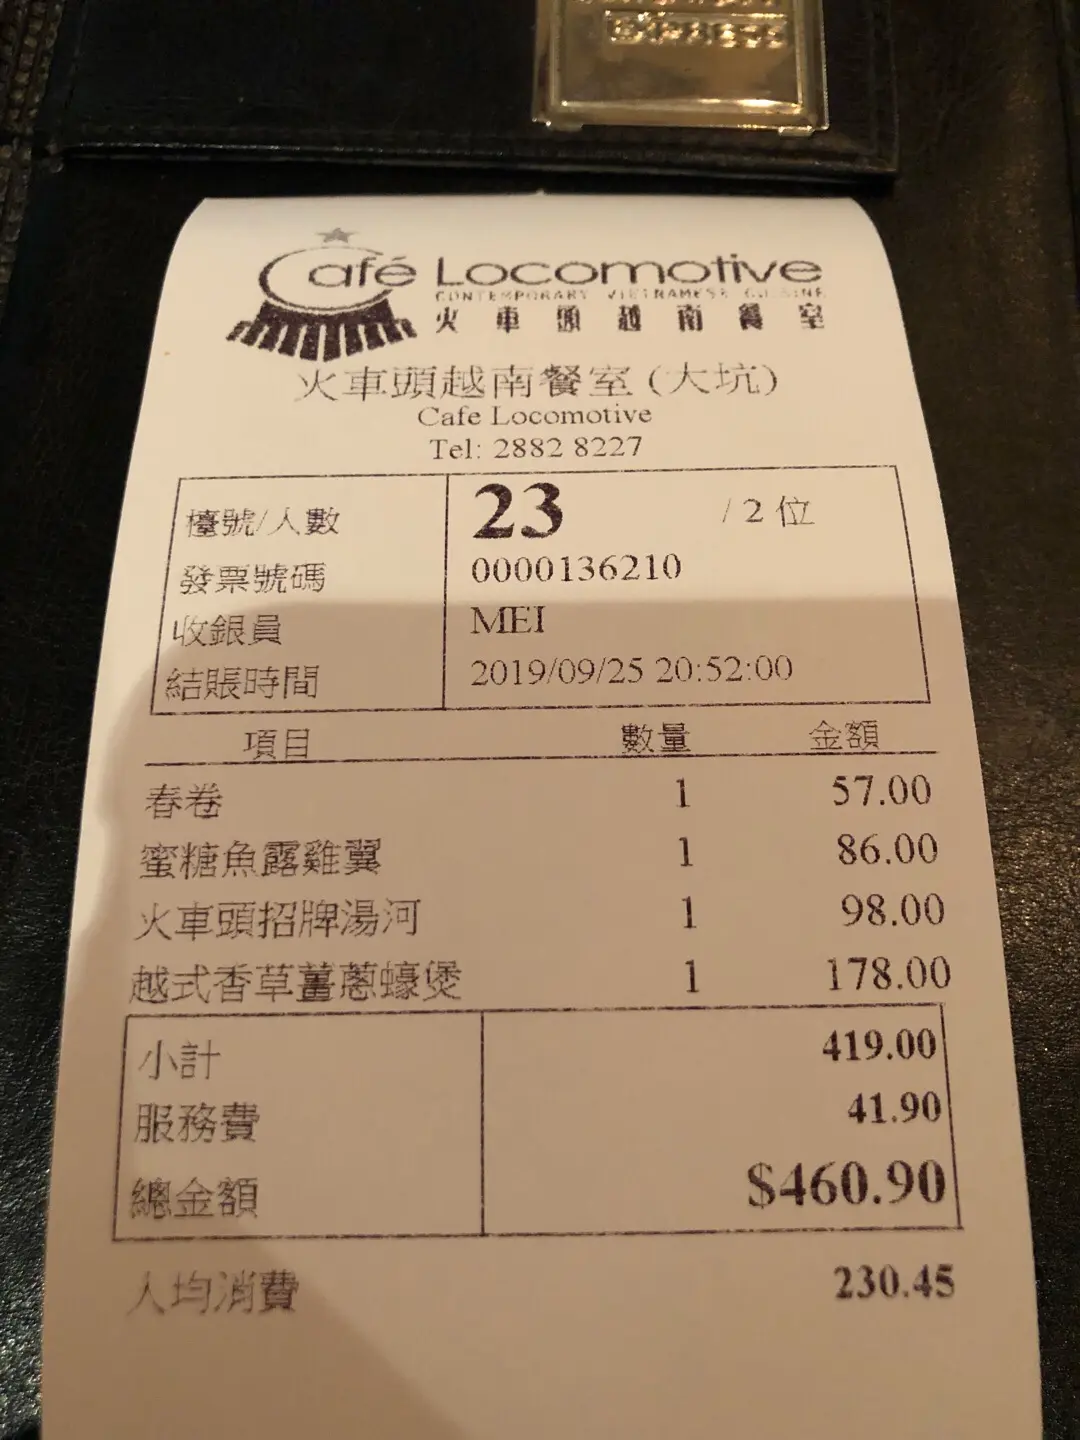 EXPRESS
Café Locomotive
CONTEMPORARY VIETNAMESE CUISINE
火車頭越南餐室
火車頭越南餐室(大坑)
Cafe Locomotive
Tel: 2882 8227
檯號/人數 23 / 2 位
發票號碼 0000136210
收銀員 MEI
結賬時間 2019/09/25 20:52:00
項目 數量 金額
春卷 1 57.00
蜜糖魚露雞翼 1 86.00
火車頭招牌湯河 1 98.00
越式香草薑蔥蠔煲 1 178.00
小計 419.00
服務費 41.90
總金額 $460.90
人均消費 230.45